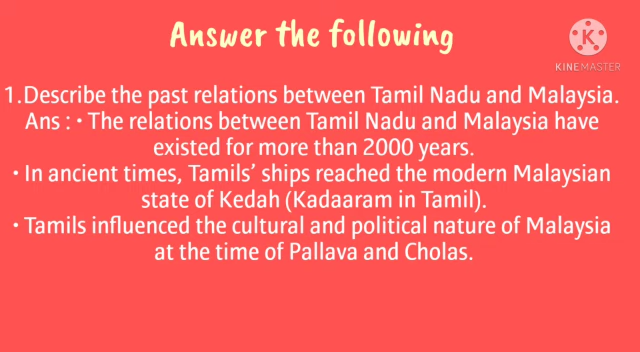 Answer the following
K
KINEMASTER
1.Describe the past relations between Tamil Nadu and Malaysia.
Ans : • The relations between Tamil Nadu and Malaysia have
existed for more than 2000 years.
• In ancient times, Tamils’ ships reached the modern Malaysian
state of Kedah (Kadaaram in Tamil).
• Tamils influenced the cultural and political nature of Malaysia
at the time of Pallava and Cholas.